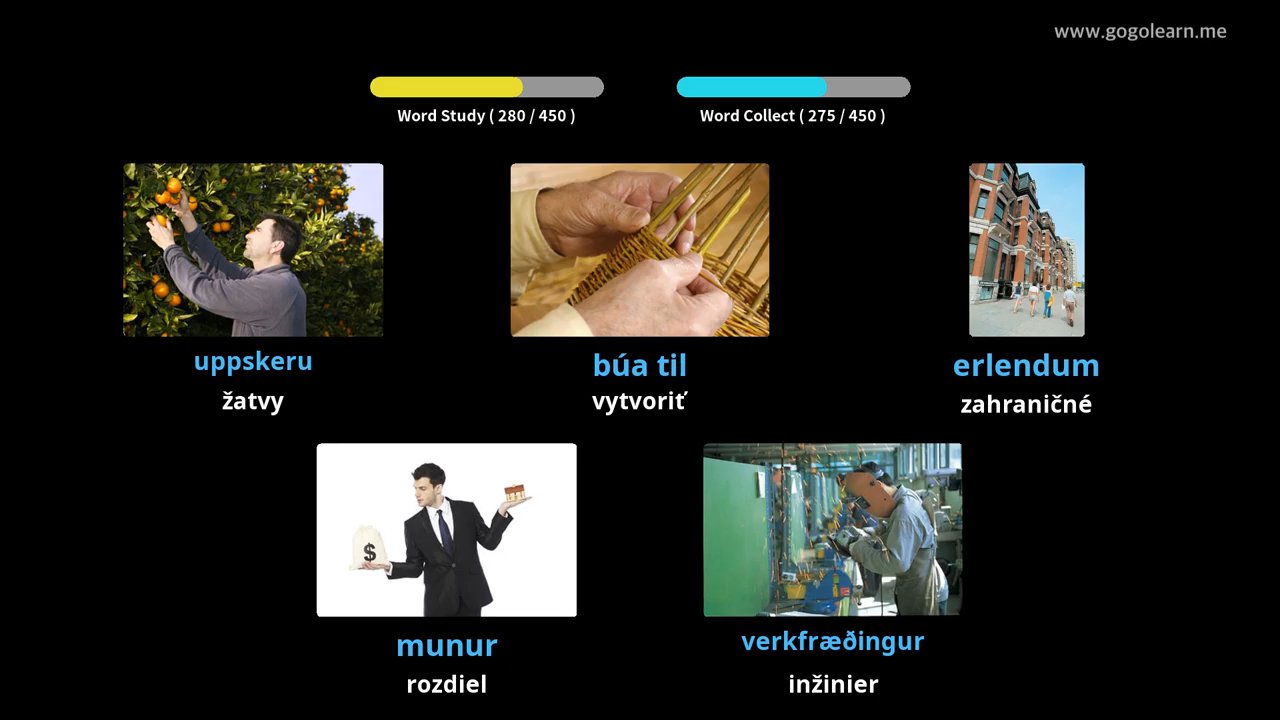 www.gogolearn.me
Word Study ( 280 / 450 )
Word Collect ( 275 / 450 )
uppskeru
žatvy
búa til
vytvoriť
erlendum
zahraničné
$
munur
rozdiel
verkfræðingur
inžinier